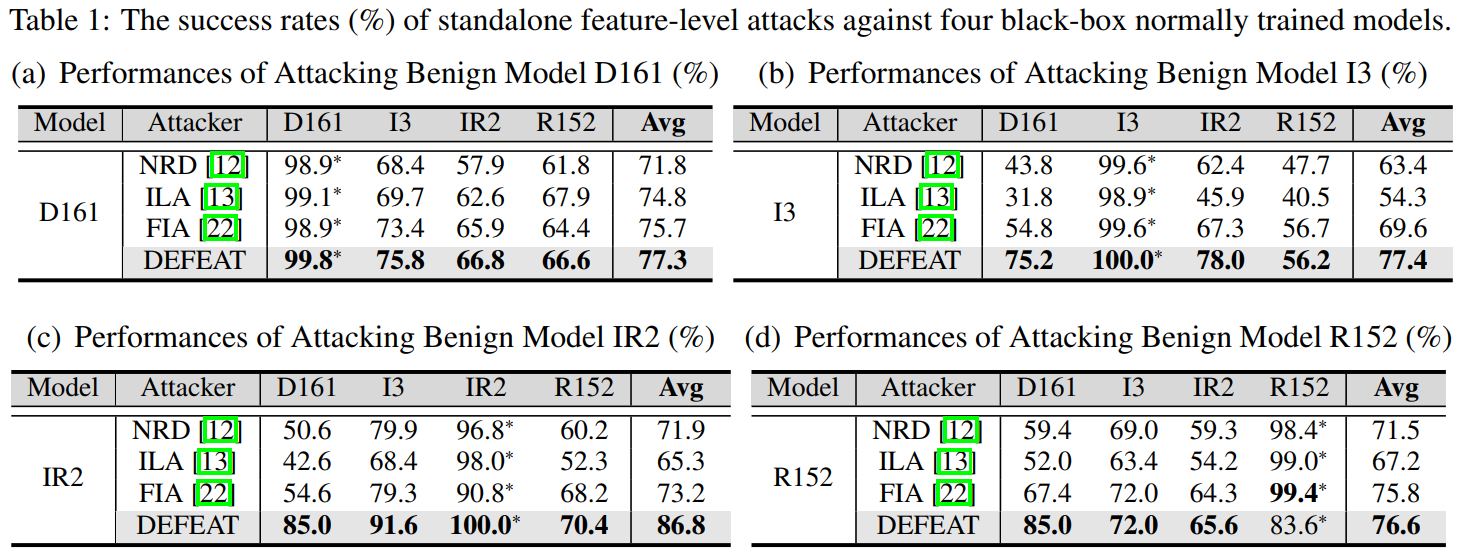 Table 1: The success rates (%) of standalone feature-level attacks against four black-box normally trained models.
(a) Performances of Attacking Benign Model D161 (%)
Model Attacker D161 I3 IR2 R152 Avg
NRD [12] 98.9* 68.4 57.9 61.8 71.8
ILA [13] 99.1* 69.7 62.6 67.9 74.8
D161
FIA [22] 98.9* 73.4 65.9 64.4 75.7
DEFEAT 99.8* 75.8 66.8 66.6 77.3
(b) Performances of Attacking Benign Model I3 (%)
Model Attacker D161 I3 IR2 R152 Avg
NRD [12] 43.8 99.6* 62.4 47.7 63.4
ILA [13] 31.8 98.9* 45.9 40.5 54.3
I3
FIA [22] 54.8 99.6* 67.3 56.7 69.6
DEFEAT 75.2 100.0* 78.0 56.2 77.4
(c) Performances of Attacking Benign Model IR2 (%)
Model Attacker D161 I3 IR2 R152 Avg
NRD [12] 50.6 79.9 96.8* 60.2 71.9
ILA [13] 42.6 68.4 98.0* 52.3 65.3
IR2
FIA [22] 54.6 79.3 90.8* 68.2 73.2
DEFEAT 85.0 91.6 100.0* 70.4 86.8
(d) Performances of Attacking Benign Model R152 (%)
Model Attacker D161 I3 IR2 R152 Avg
NRD [12] 59.4 69.0 59.3 98.4* 71.5
ILA [13] 52.0 63.4 54.2 99.0* 67.2
R152
FIA [22] 67.4 72.0 64.3 99.4* 75.8
DEFEAT 85.0 72.0 65.6 83.6* 76.6